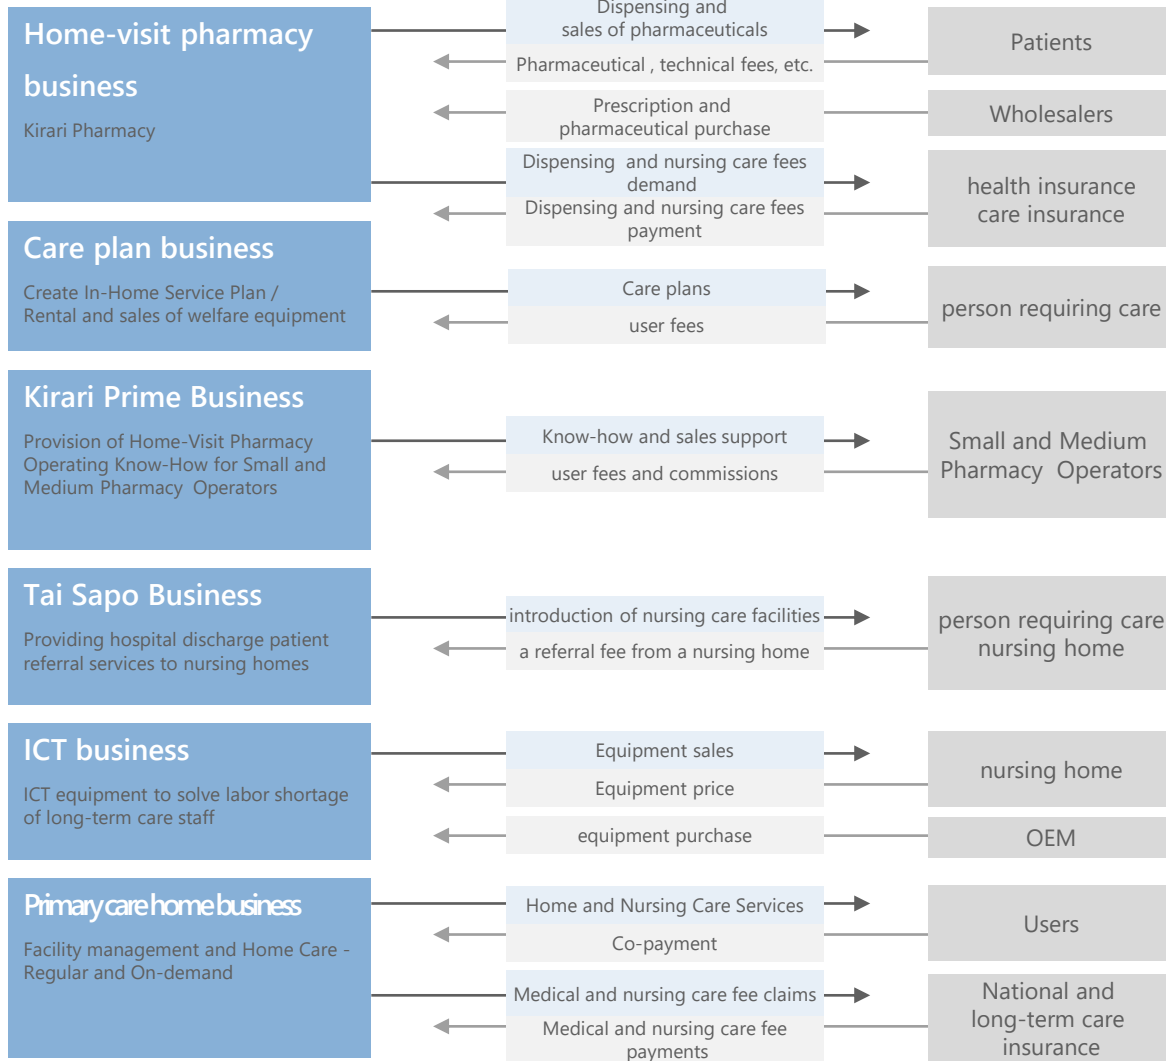 Home-visit pharmacy
business
Kirari Pharmacy
Dispensing and
sales of pharmaceuticals
Pharmaceutical , technical fees, etc.
Patients
Prescription and
pharmaceutical purchase
Wholesalers
Dispensing and nursing care fees
demand
Dispensing and nursing care fees
payment
health insurance
care insurance
Care plan business
Create In-Home Service Plan /
Rental and sales of welfare equipment
Care plans
user fees
person requiring care
Kirari Prime Business
Provision of Home-Visit Pharmacy
Operating Know-How for Small and
Medium Pharmacy Operators
Know-how and sales support
user fees and commissions
Small and Medium
Pharmacy Operators
Tai Sapo Business
Providing hospital discharge patient
referral services to nursing homes
introduction of nursing care facilities
a referral fee from a nursing home
person requiring care
nursing home
ICT business
ICT equipment to solve labor shortage
of long-term care staff
Equipment sales
Equipment price
nursing home
equipment purchase
OEM
Primary care home business
Facility management and Home Care -
Regular and On-demand
Home and Nursing Care Services
Co-payment
Users
Medical and nursing care fee claims
Medical and nursing care fee
payments
National and
long-term care
insurance